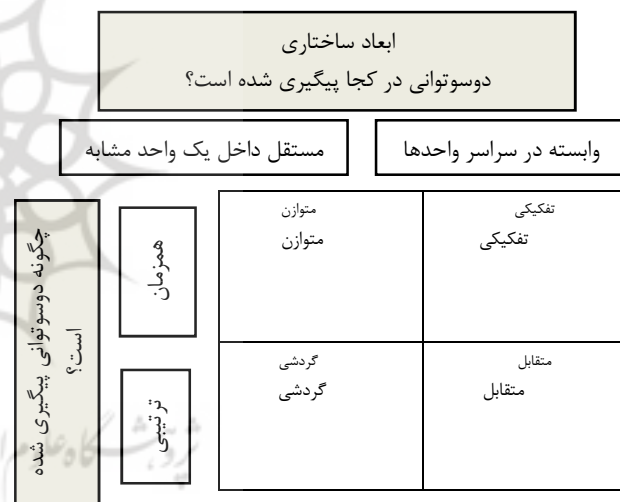 ابعاد ساختاری
دوسوتوانی در کجا پیگیری شده است؟
وابسته در سراسر واحدها
مستقل داخل یک واحد مشابه
چگونه دوسوتوانی پیگیری شده
است؟
همزمان
تفکیکی
تفکیکی
متوازن
متوازن
ترتیبی
متقابل
متقابل
گردشی
گردشی